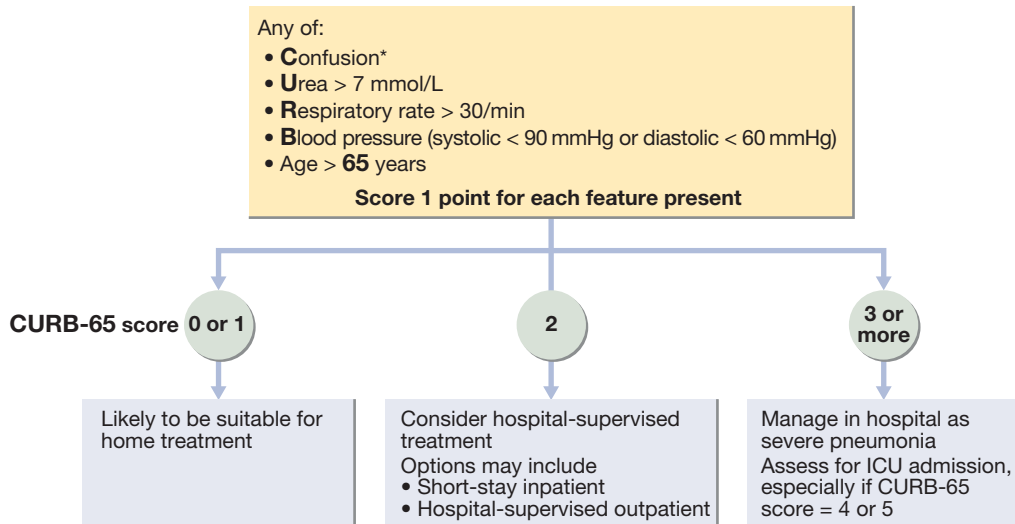 Any of:
• Confusion*
• Urea > 7 mmol/L
• Respiratory rate > 30/min
• Blood pressure (systolic < 90 mmHg or diastolic < 60 mmHg)
• Age > 65 years
Score 1 point for each feature present
CURB-65 score
0 or 1
2
3 or
more
Likely to be suitable for
home treatment
Consider hospital-supervised
treatment
Options may include
• Short-stay inpatient
• Hospital-supervised outpatient
Manage in hospital as
severe pneumonia
Assess for ICU admission,
especially if CURB-65
score = 4 or 5